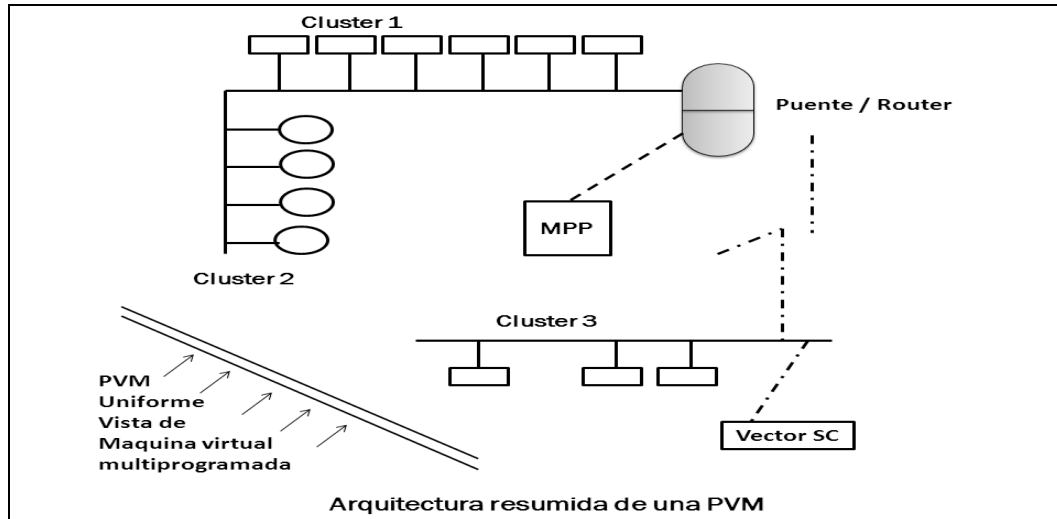 Cluster 1
Puente / Router
MPP
Cluster 2
Cluster 3
PVM
Uniforme
Vista de
Maquina virtual
multiprogramada
Vector SC
Arquitectura resumida de una PVM